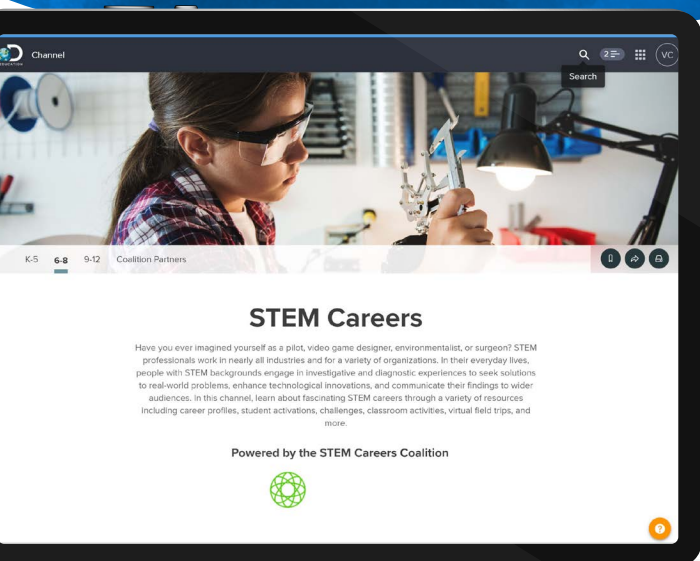 EDUCATION
Channel
2
VC
Search
K-5 6-8 9-12 Coalition Partners
STEM Careers
Have you ever imagined yourself as a pilot, video game designer, environmentalist, or surgeon? STEM
professionals work in nearly all industries and for a variety of organizations. In their everyday lives,
people with STEM backgrounds engage in investigative and diagnostic experiences to seek solutions
to real-world problems, enhance technological innovations, and communicate their findings to wider
audiences. In this channel, learn about fascinating STEM careers through a variety of resources
including career profiles, student activations, challenges, classroom activities, virtual field trips, and
more.
Powered by the STEM Careers Coalition
?